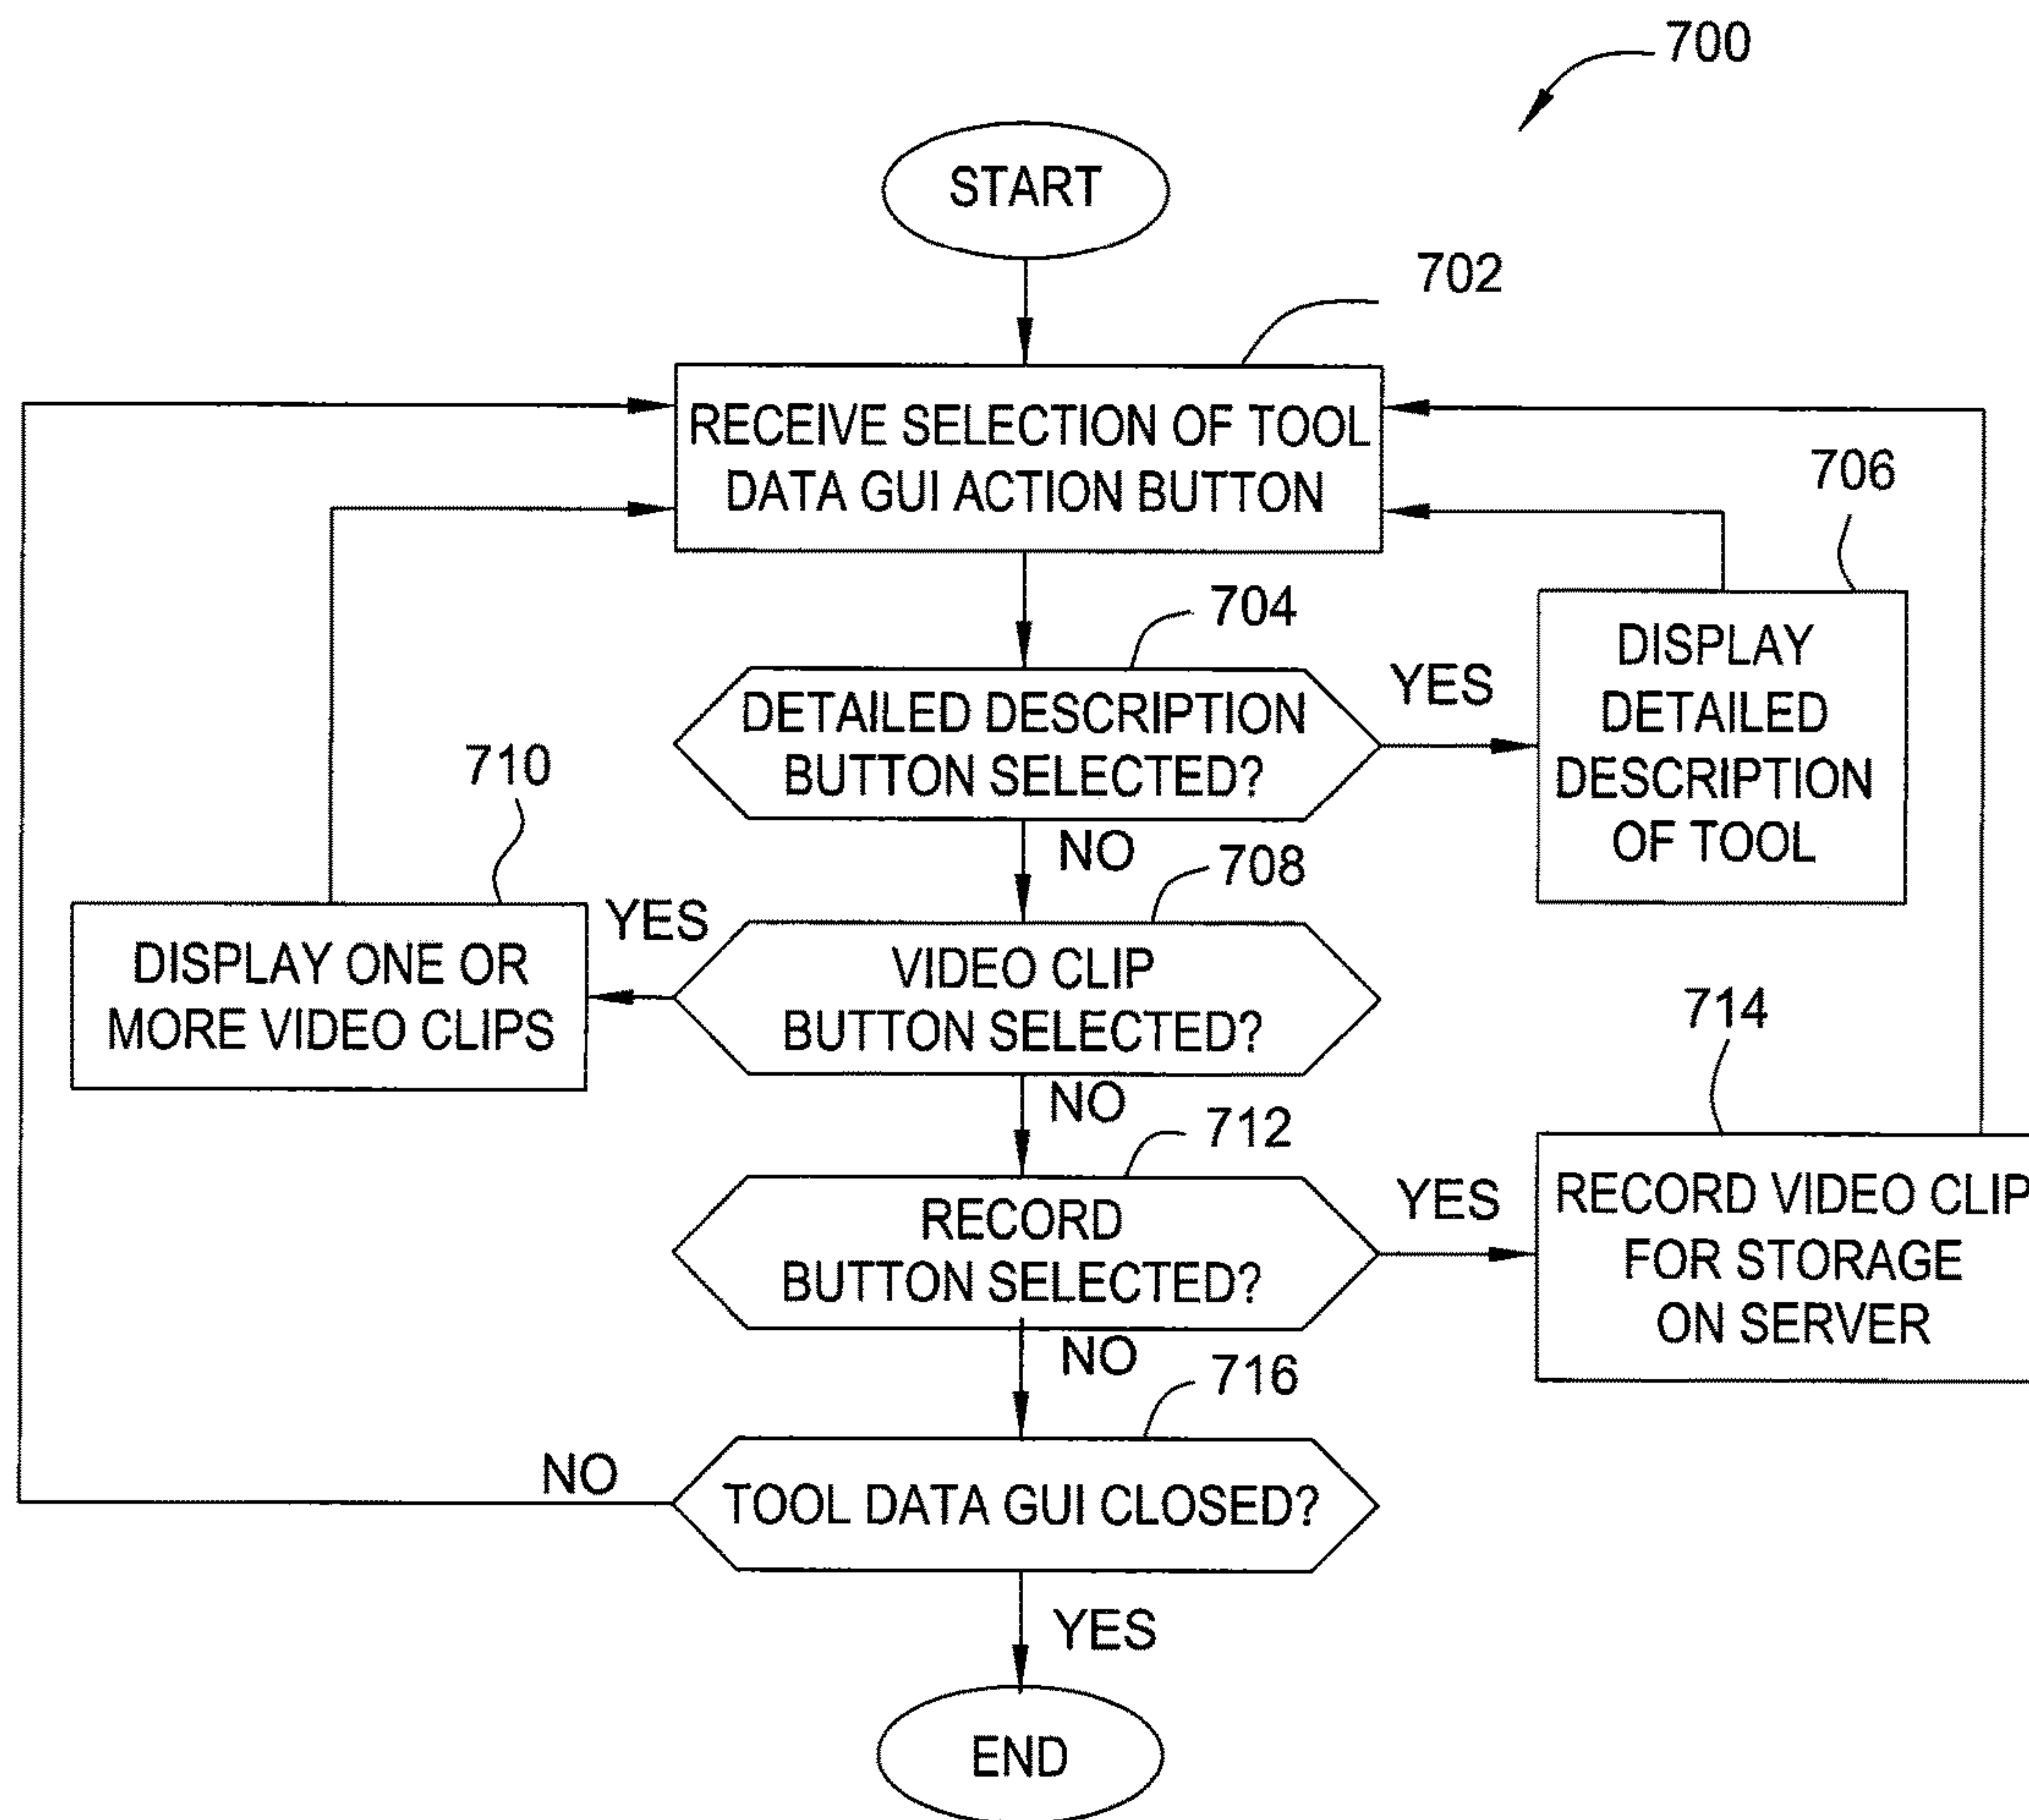 700
START
702
RECEIVE SELECTION OF TOOL
DATA GUI ACTION BUTTON
704
DETAILED DESCRIPTION
BUTTON SELECTED?
YES
706
DISPLAY
DETAILED
DESCRIPTION
OF TOOL
NO
708
VIDEO CLIP
BUTTON SELECTED?
YES
710
DISPLAY ONE OR
MORE VIDEO CLIPS
NO
712
RECORD
BUTTON SELECTED?
YES
714
RECORD VIDEO CLIP
FOR STORAGE
ON SERVER
NO
716
TOOL DATA GUI CLOSED?
NO
YES
END